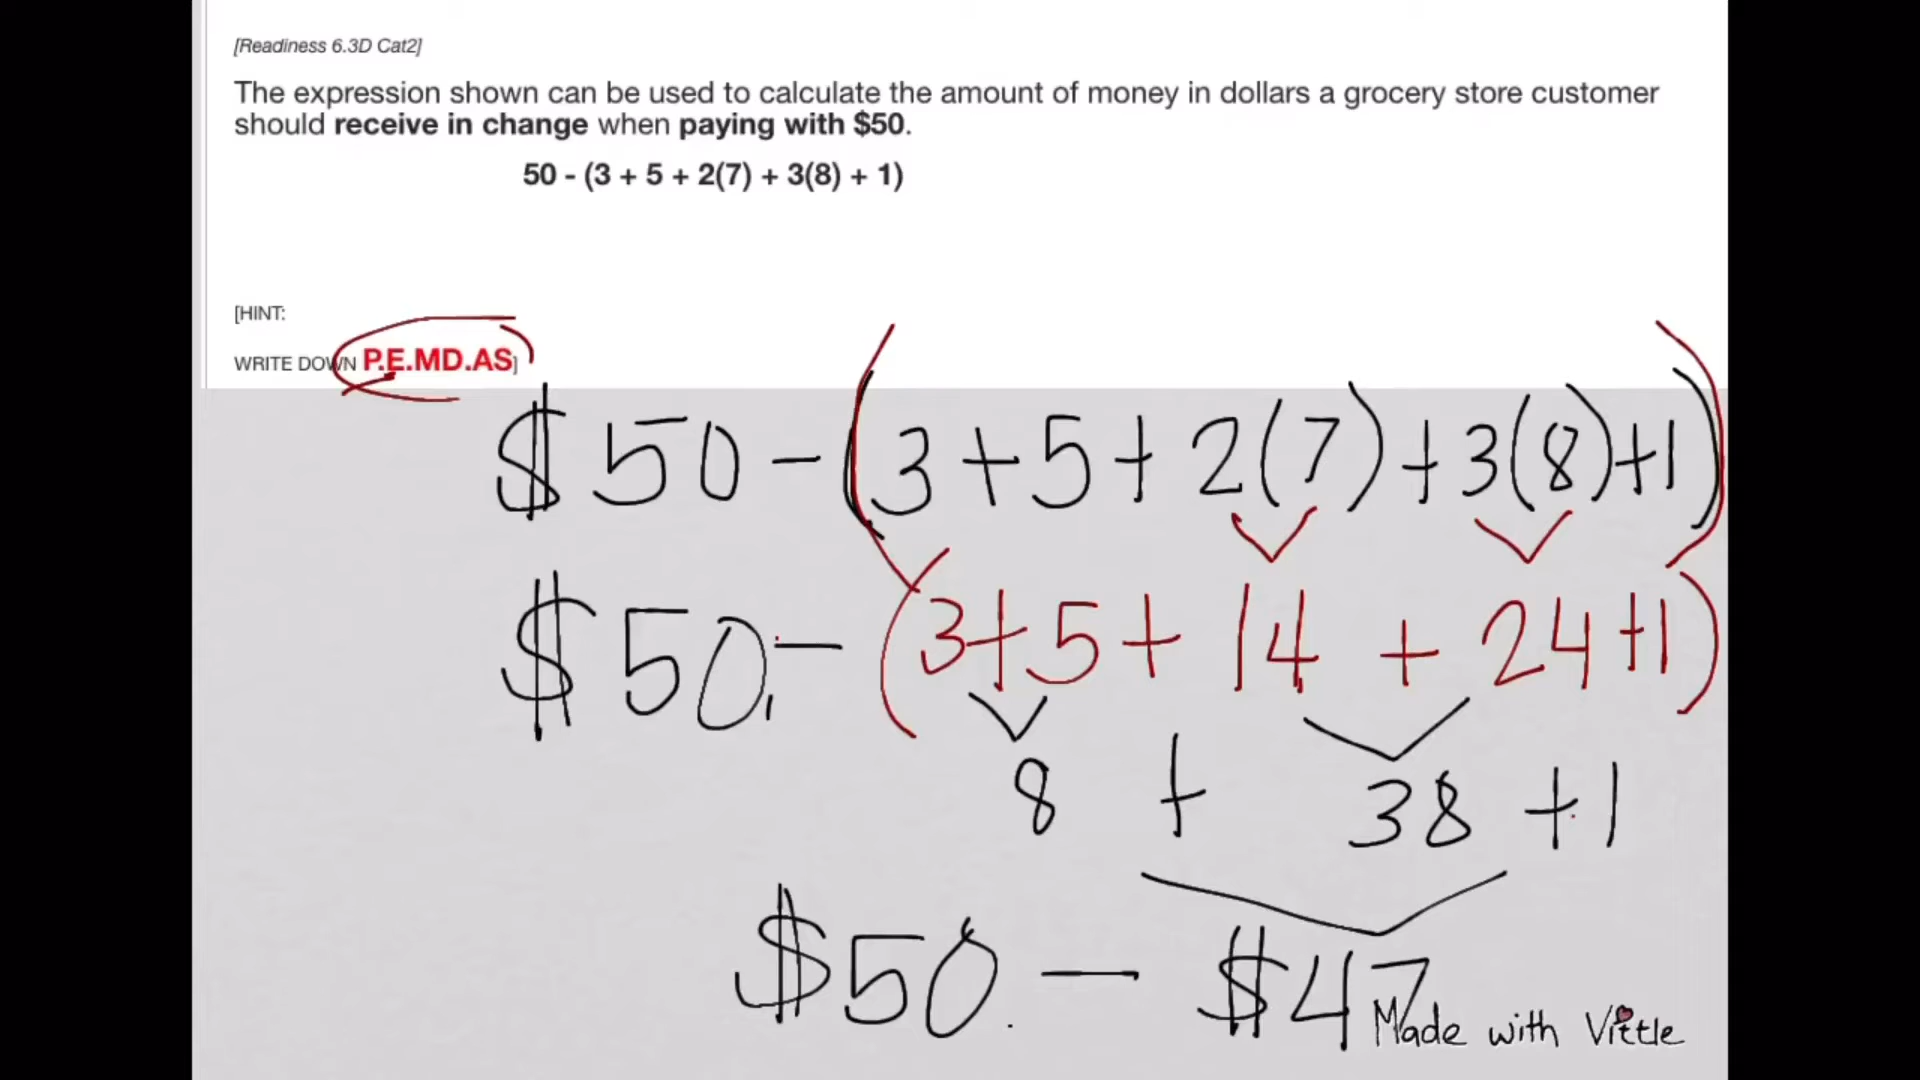 [Readiness 6.3D Cat2]
The expression shown can be used to calculate the amount of money in dollars a grocery store customer
should receive in change when paying with $50.
50 - (3 + 5 + 2(7) + 3(8) + 1)
[HINT:
WRITE DOWN P.E.MD.AS]
$50-(3+5+2(7)+3(8)+1)
$50.-(3+5+14+24+1)
8 + 38 +1
$50. - $47
Made with Vittle